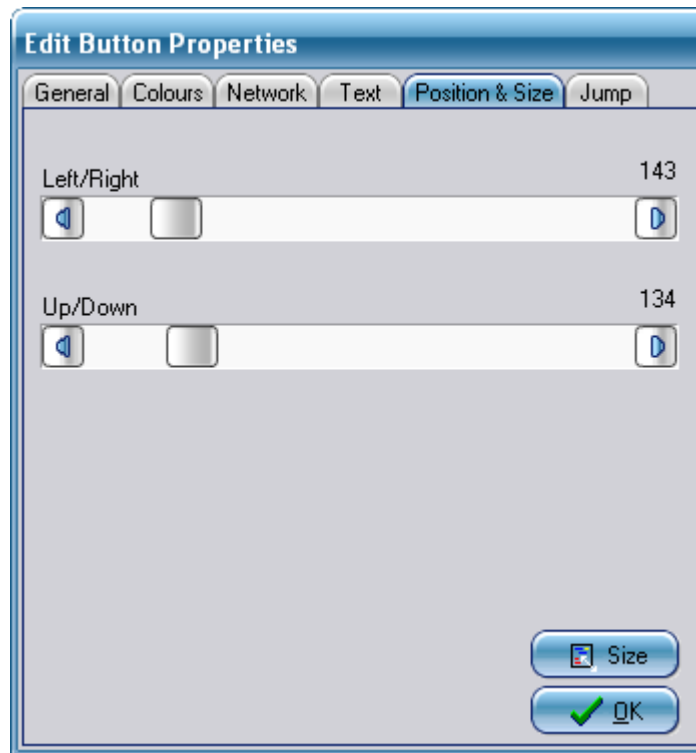 Edit Button Properties
General Colours Network Text Position & Size Jump
Left/Right 143
Up/Down 134
Size
OK